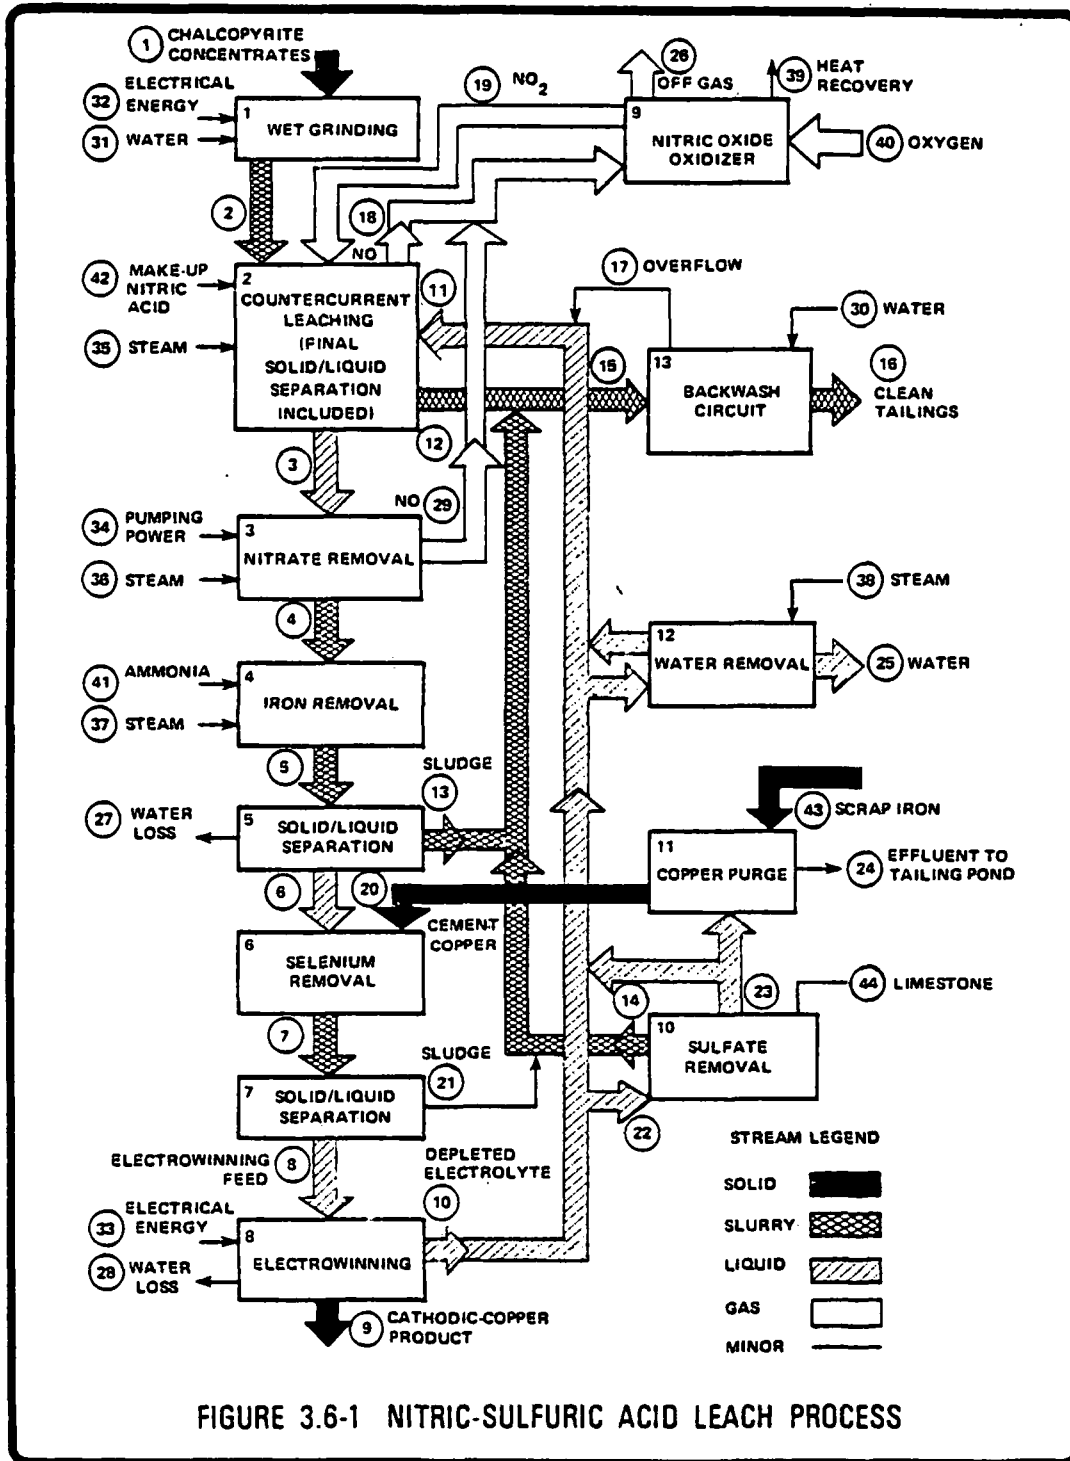 1 CHALCOPYRITE
CONCENTRATES
32 ELECTRICAL
ENERGY
31 WATER
1
WET GRINDING
19 NO2
26
OFF GAS
39 HEAT
RECOVERY
9
NITRIC OXIDE
OXIDIZER
40 OXYGEN
2
18
NO
42 MAKE-UP
NITRIC
ACID
35 STEAM
2
COUNTERCURRENT
LEACHING
(FINAL
SOLID/LIQUID
SEPARATION
INCLUDED)
11
17 OVERFLOW
30 WATER
15
13
BACKWASH
CIRCUIT
16
CLEAN
TAILINGS
12
3
NO 29
34 PUMPING
POWER
36 STEAM
3
NITRATE REMOVAL
4
38 STEAM
12
WATER REMOVAL
25 WATER
41 AMMONIA
37 STEAM
4
IRON REMOVAL
5
SLUDGE
13
27 WATER
LOSS
5
SOLID/LIQUID
SEPARATION
43 SCRAP IRON
11
COPPER PURGE
24 EFFLUENT TO
TAILING POND
6
20
CEMENT
COPPER
6
SELENIUM
REMOVAL
14
23
44 LIMESTONE
10
SULFATE
REMOVAL
7
SLUDGE
21
7
SOLID/LIQUID
SEPARATION
22
ELECTROWINNING
FEED
8
DEPLETED
ELECTROLYTE
10
33 ELECTRICAL
ENERGY
28 WATER
LOSS
8
ELECTROWINNING
9 CATHODIC-COPPER
PRODUCT
STREAM LEGEND
SOLID
SLURRY
LIQUID
GAS
MINOR
FIGURE 3.6-1 NITRIC-SULFURIC ACID LEACH PROCESS